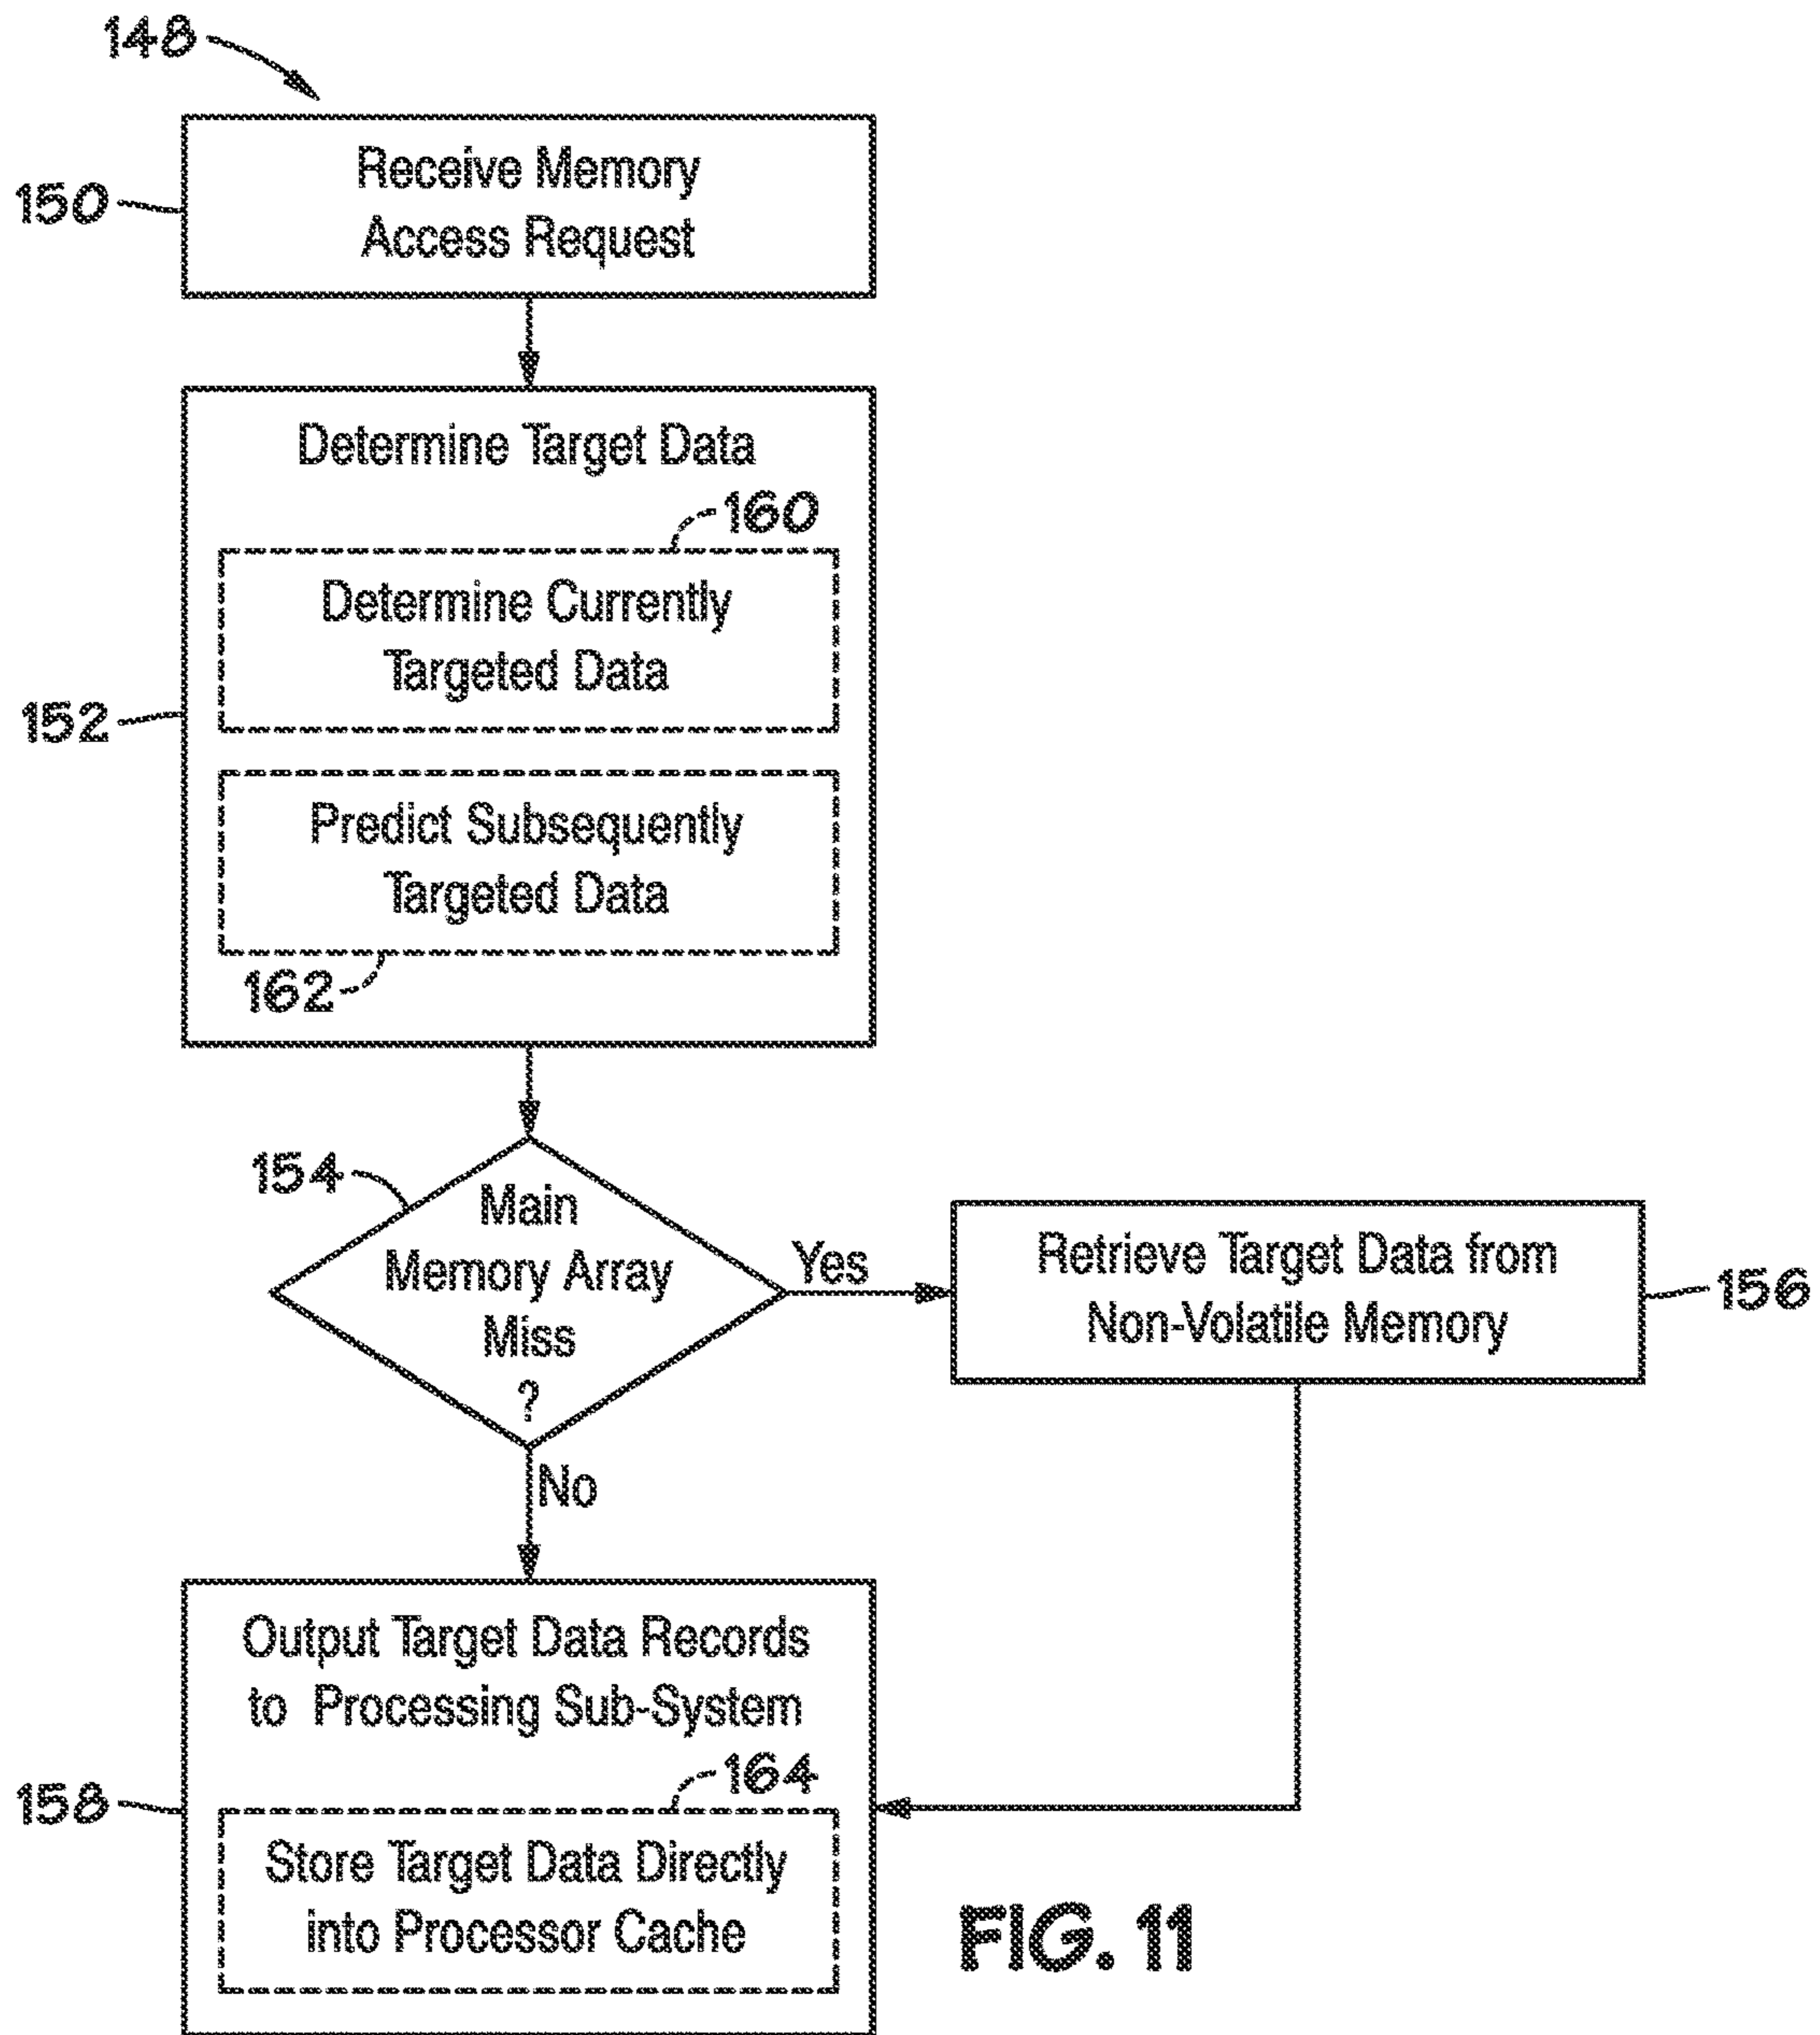 148
150
Receive Memory
Access Request
Determine Target Data
160
Determine Currently
Targeted Data
152
Predict Subsequently
Targeted Data
162
154
Main
Memory Array
Miss
?
Yes
Retrieve Target Data from
Non-Volatile Memory
156
No
Output Target Data Records
to Processing Sub-System
158
164
Store Target Data Directly
into Processor Cache
FIG. 11